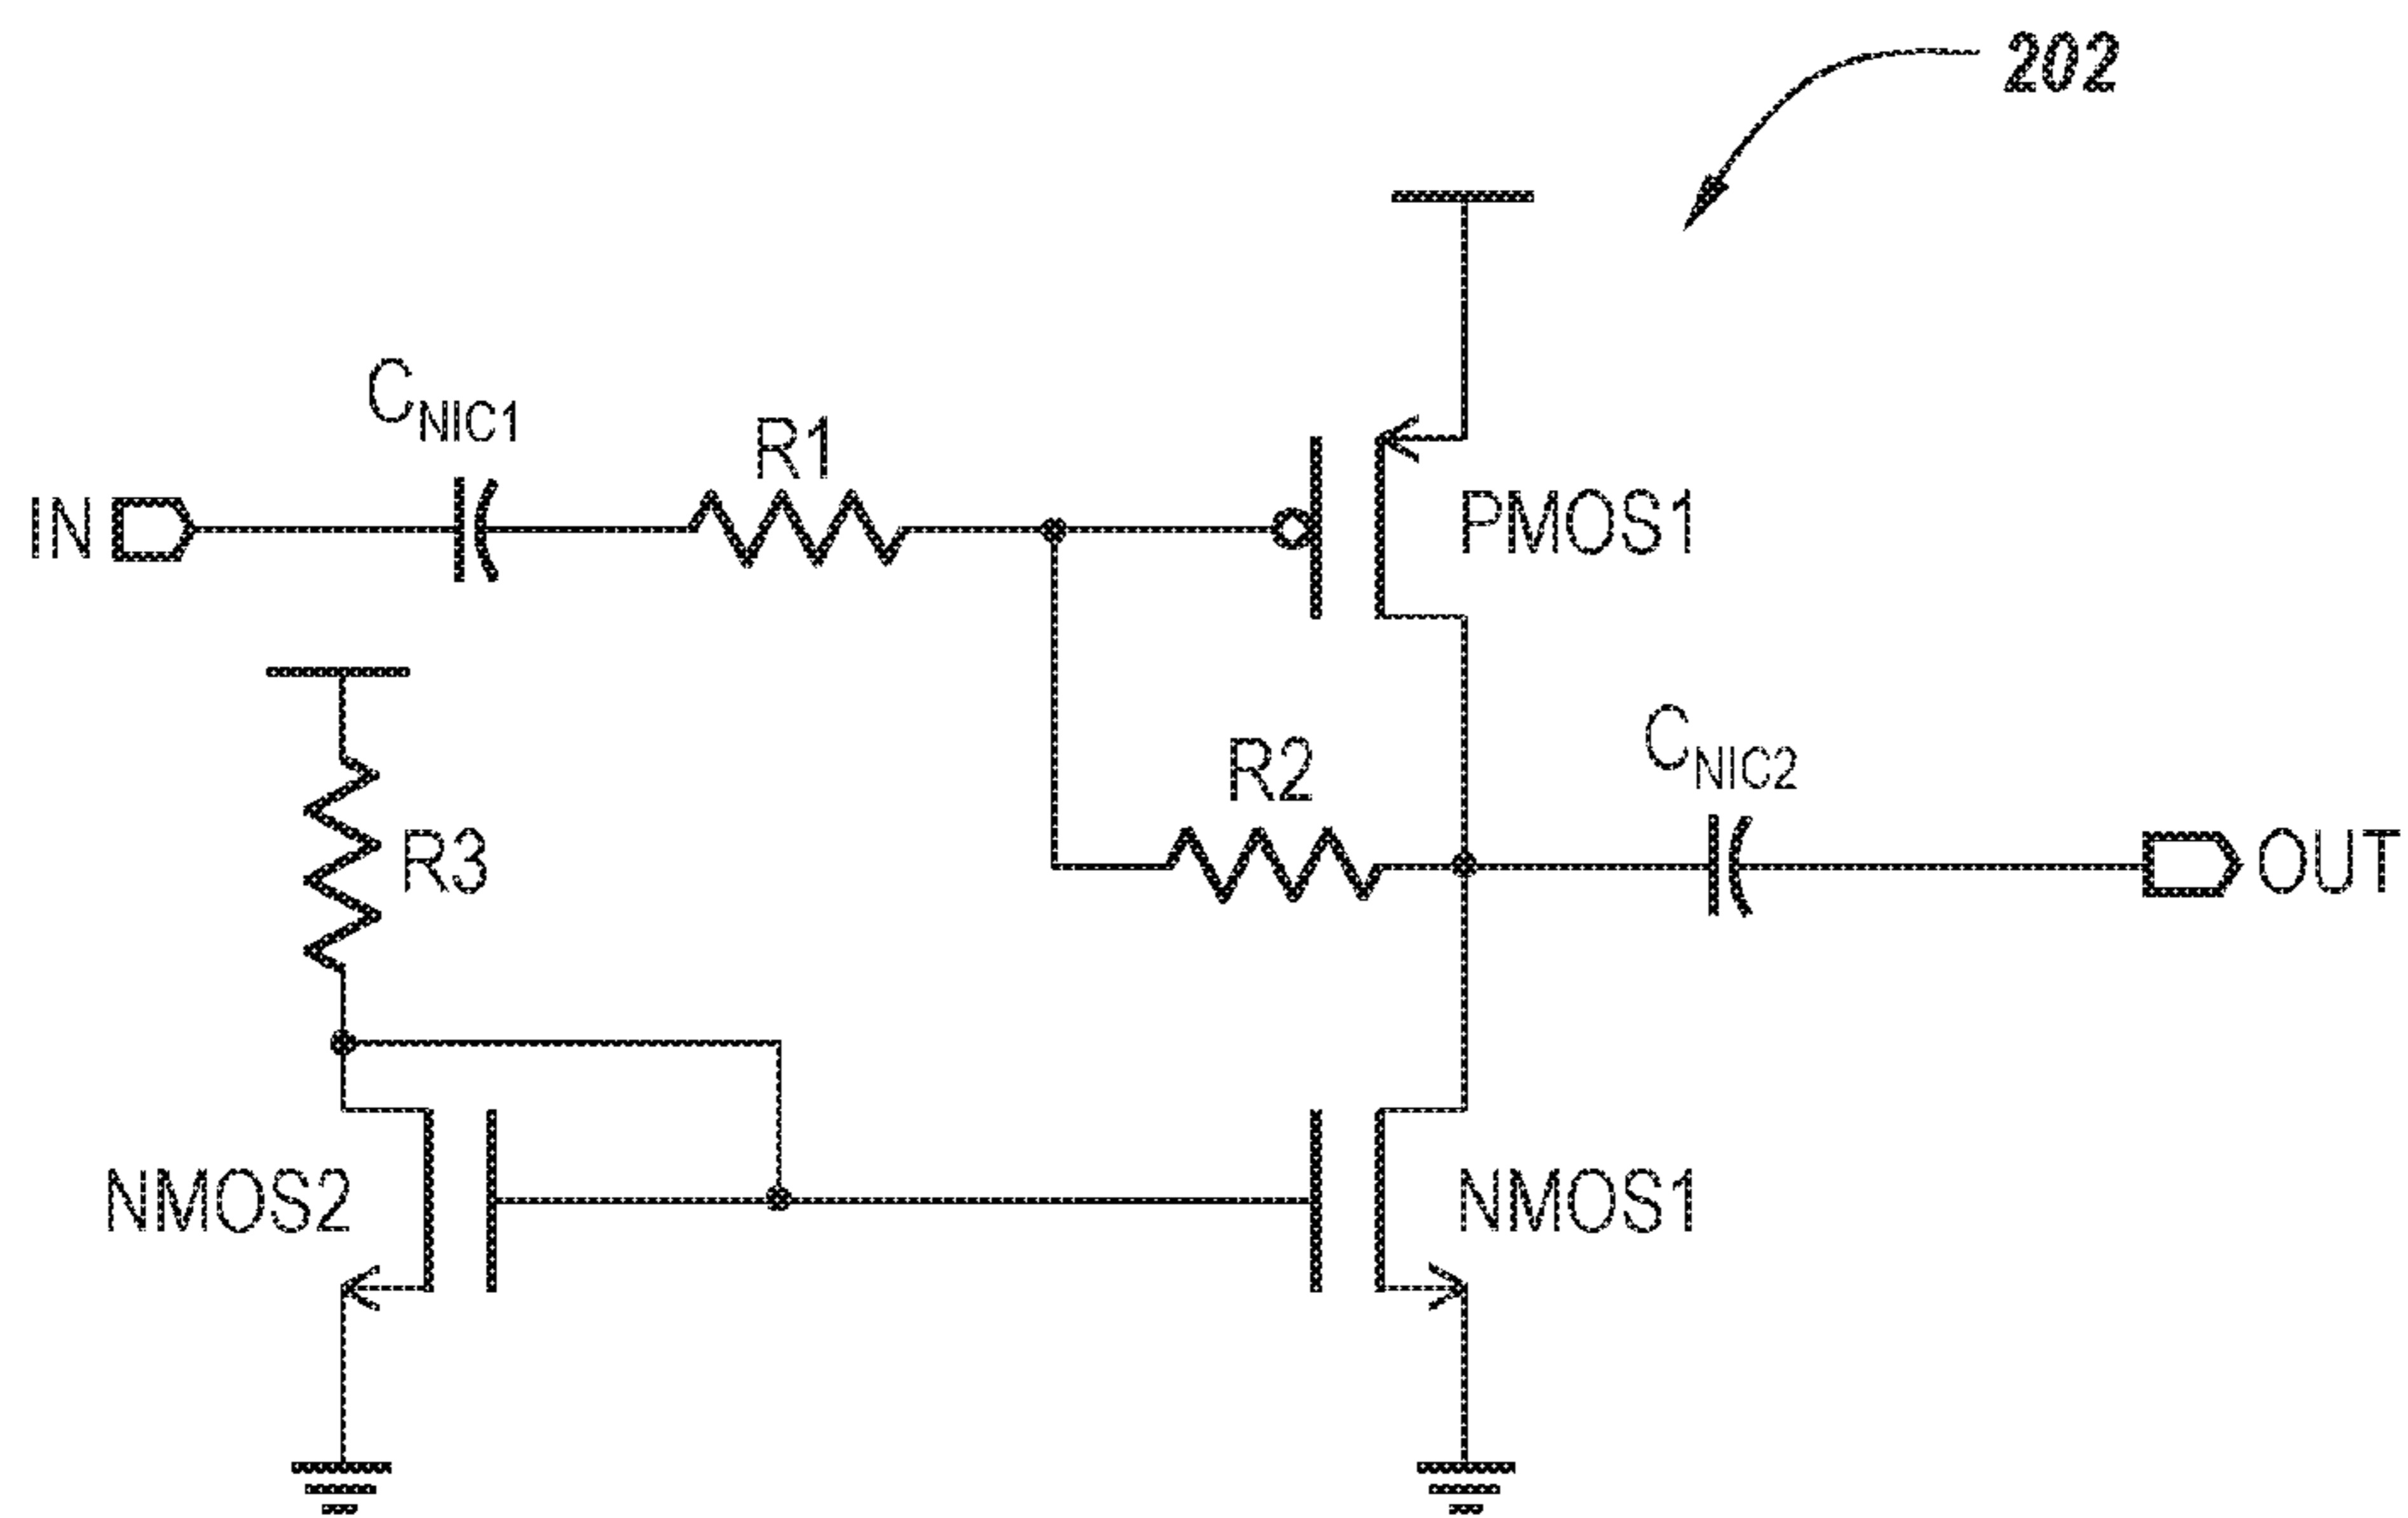 202
C_NIC1
R1
IN
PMOS1
C_NIC2
R2
R3
OUT
NMOS2
NMOS1